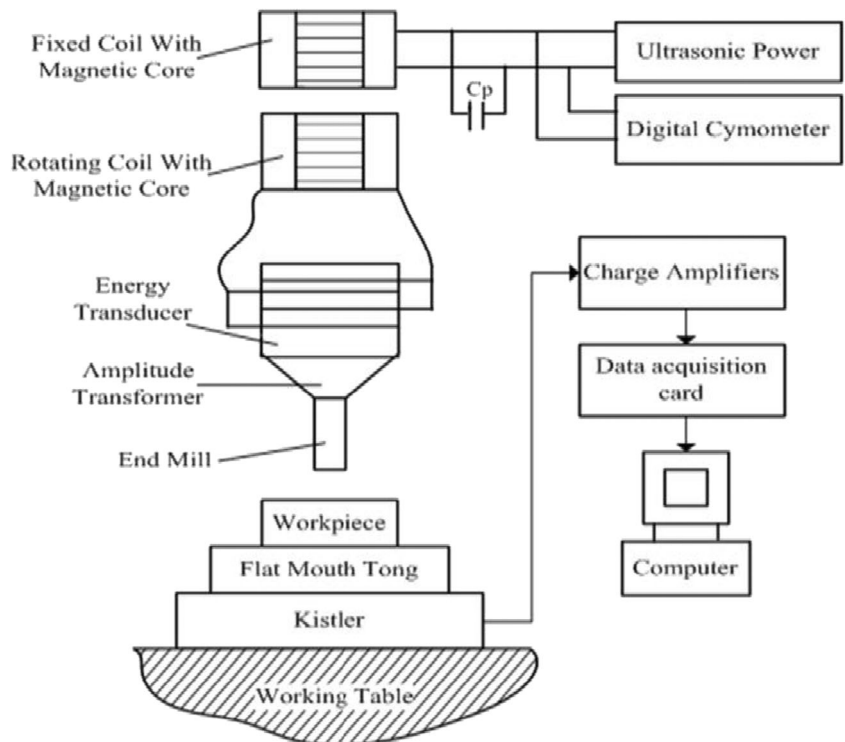 Fixed Coil With
Magnetic Core
Ultrasonic Power
Cp
Digital Cymometer
Rotating Coil With
Magnetic Core
Charge Amplifiers
Energy
Transducer
Data acquisition
card
Amplitude
Transformer
End Mill
Workpiece
Flat Mouth Tong
Computer
Kistler
Working Table